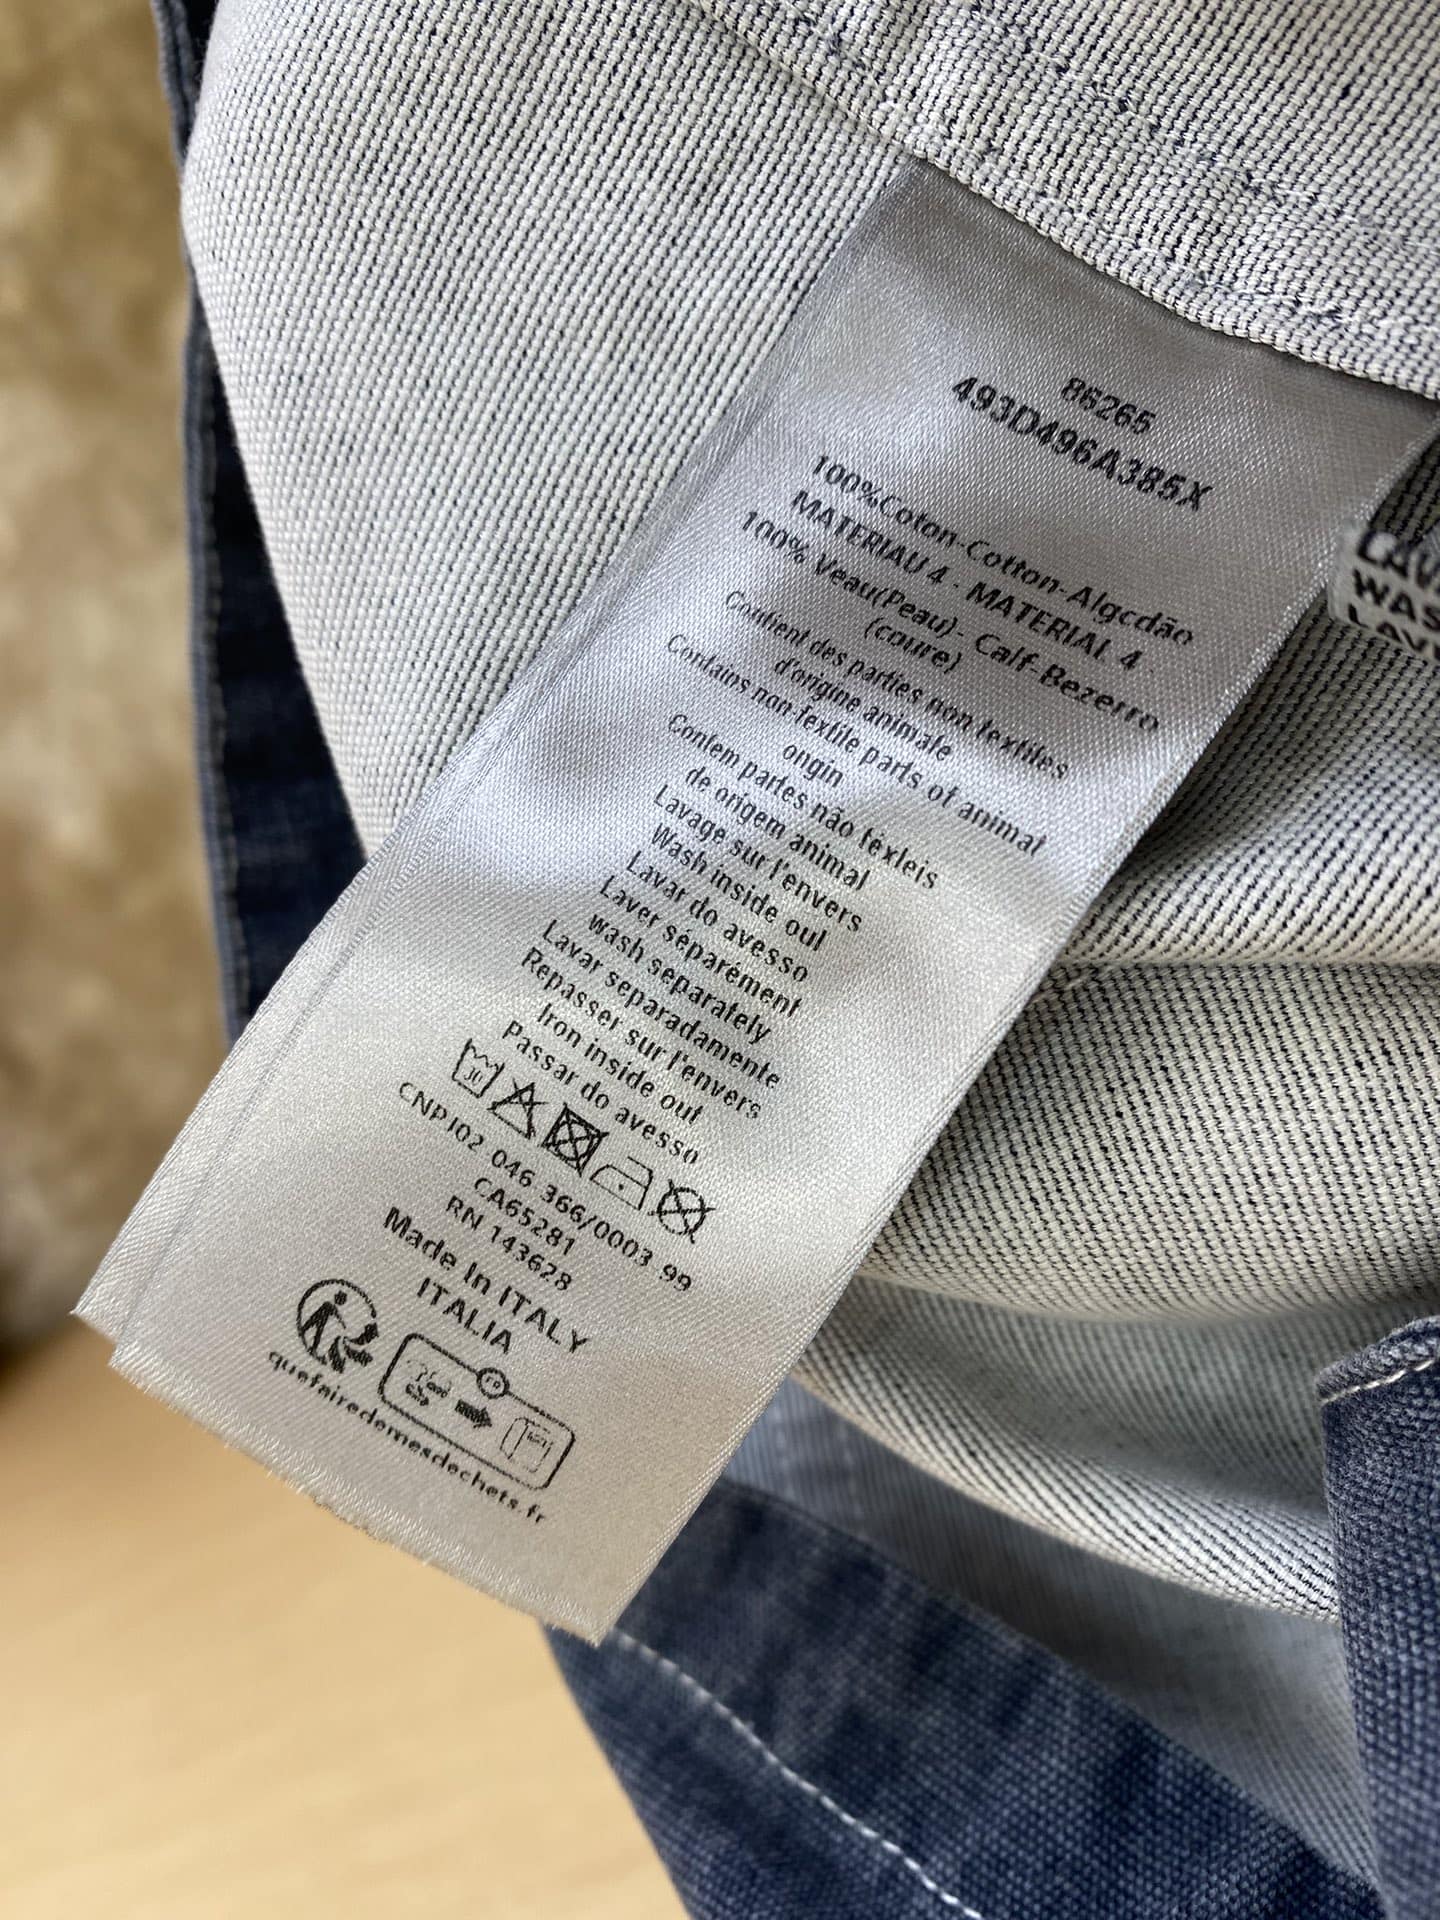 86265
493D496A385X
100%Coton-Cotton-Algcdão
MATERIAU 4 - MATERIAL 4
100% Veau(Peau)- Calf-Bezerro
(coure)
Contient des parties non textiles
d'origine animale
Contains non-textile parts of animat
origin
Contem partes não texleis
de origem animal
Lavage sur l'envers
Wash inside oul
Lavar do avesso
Laver séparément
wash separately
Lavar separadamente
Repasser sur l'envers
Iron inside out
Passar do avesso
30
CNPJ02 046 366/0003 99
CA65281
RN 143628
Made In ITALY
ITALIA
quefairedemesdechets.fr
WAS